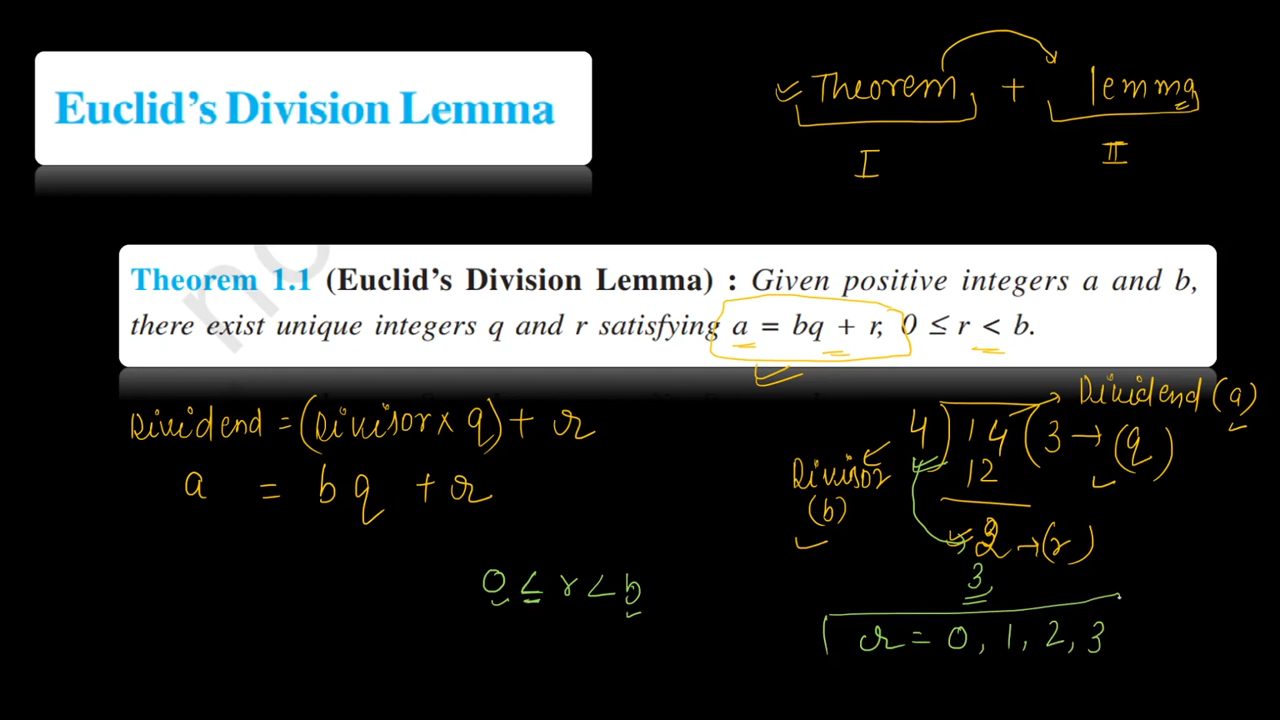 Euclid's Division Lemma
Theorem + lemma
I II
Theorem 1.1 (Euclid's Division Lemma) : Given positive integers a and b,
there exist unique integers q and r satisfying a = bq + r, 0 ≤ r < b.
Dividend = (Divisor × q) + r
a = bq + r
0 ≤ r < b
Dividend (a)
4) 14 (3 → (q)
Divisor
(b)
12
2 → (r)
3,
r = 0, 1, 2, 3